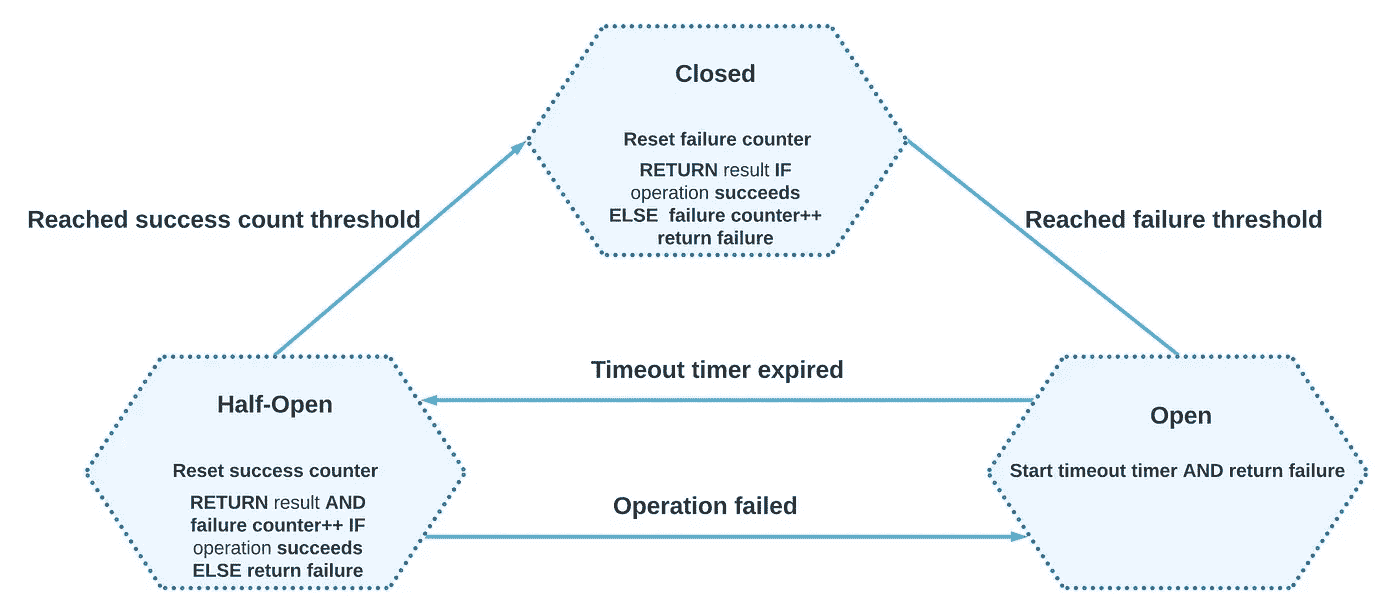 Closed
Reset failure counter
RETURN result IF
operation succeeds
ELSE  failure counter++
return failure
Reached success count threshold
Reached failure threshold
Timeout timer expired
Half-Open
Reset success counter
RETURN result AND
failure counter++ IF
operation succeeds
ELSE return failure
Open
Start timeout timer AND return failure
Operation failed